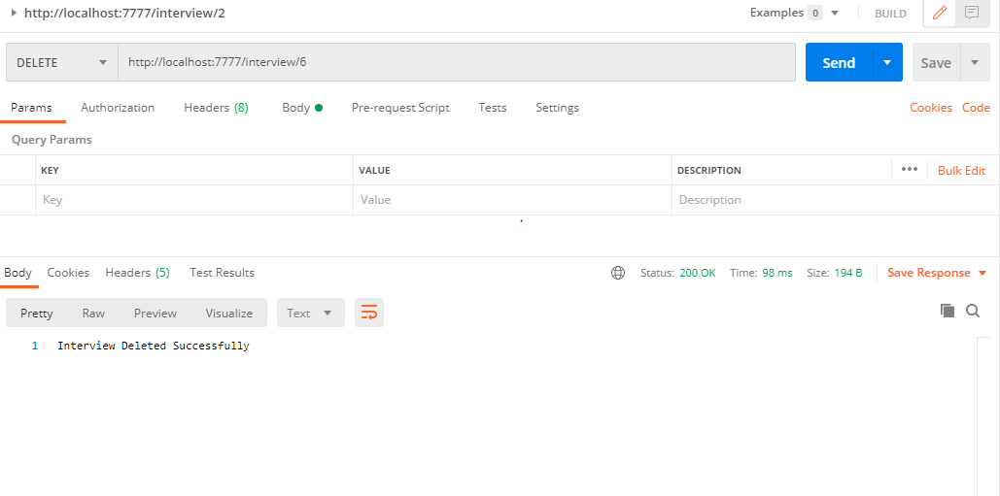 http://localhost:7777/interview/2 Examples 0 BUILD
DELETE http://localhost:7777/interview/6 Send Save
Params Authorization Headers (8) Body Pre-request Script Tests Settings Cookies Code
Query Params
KEY VALUE DESCRIPTION ••• Bulk Edit
Key Value Description
Body Cookies Headers (5) Test Results Status: 200 OK Time: 98 ms Size: 194 B Save Response
Pretty Raw Preview Visualize Text
1 Interview Deleted Successfully